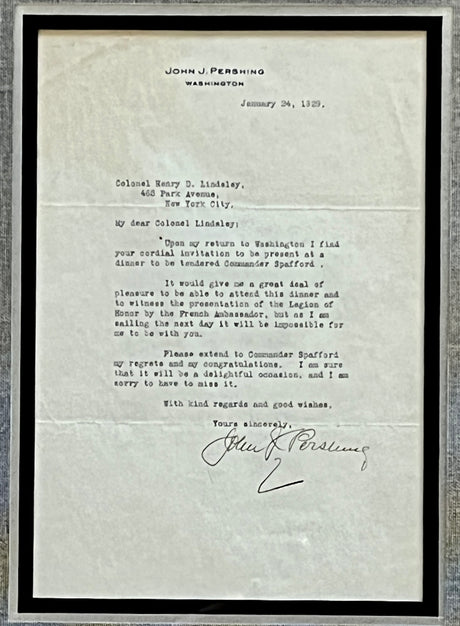 JOHN J. PERSHING
WASHINGTON
January 24, 1929.
Colonel Henry D. Lindsley,
465 Park Avenue,
New York City.
My dear Colonel Lindsley:
Upon my return to Washington I find
your cordial invitation to be present at a
dinner to be tendered Commander Spafford .
It would give me a great deal of
pleasure to be able to attend this dinner and
to witness the presentation of the Legion of
Honor by the French Ambassador, but as I am
sailing the next day it will be impossible for
me to be with you.
Please extend to Commander Spafford
my regrets and my congratulations. I am sure
that it will be a delightful occasion, and I am
sorry to have to miss it.
With kind regards and good wishes,
Yours sincerely,
John J. Pershing